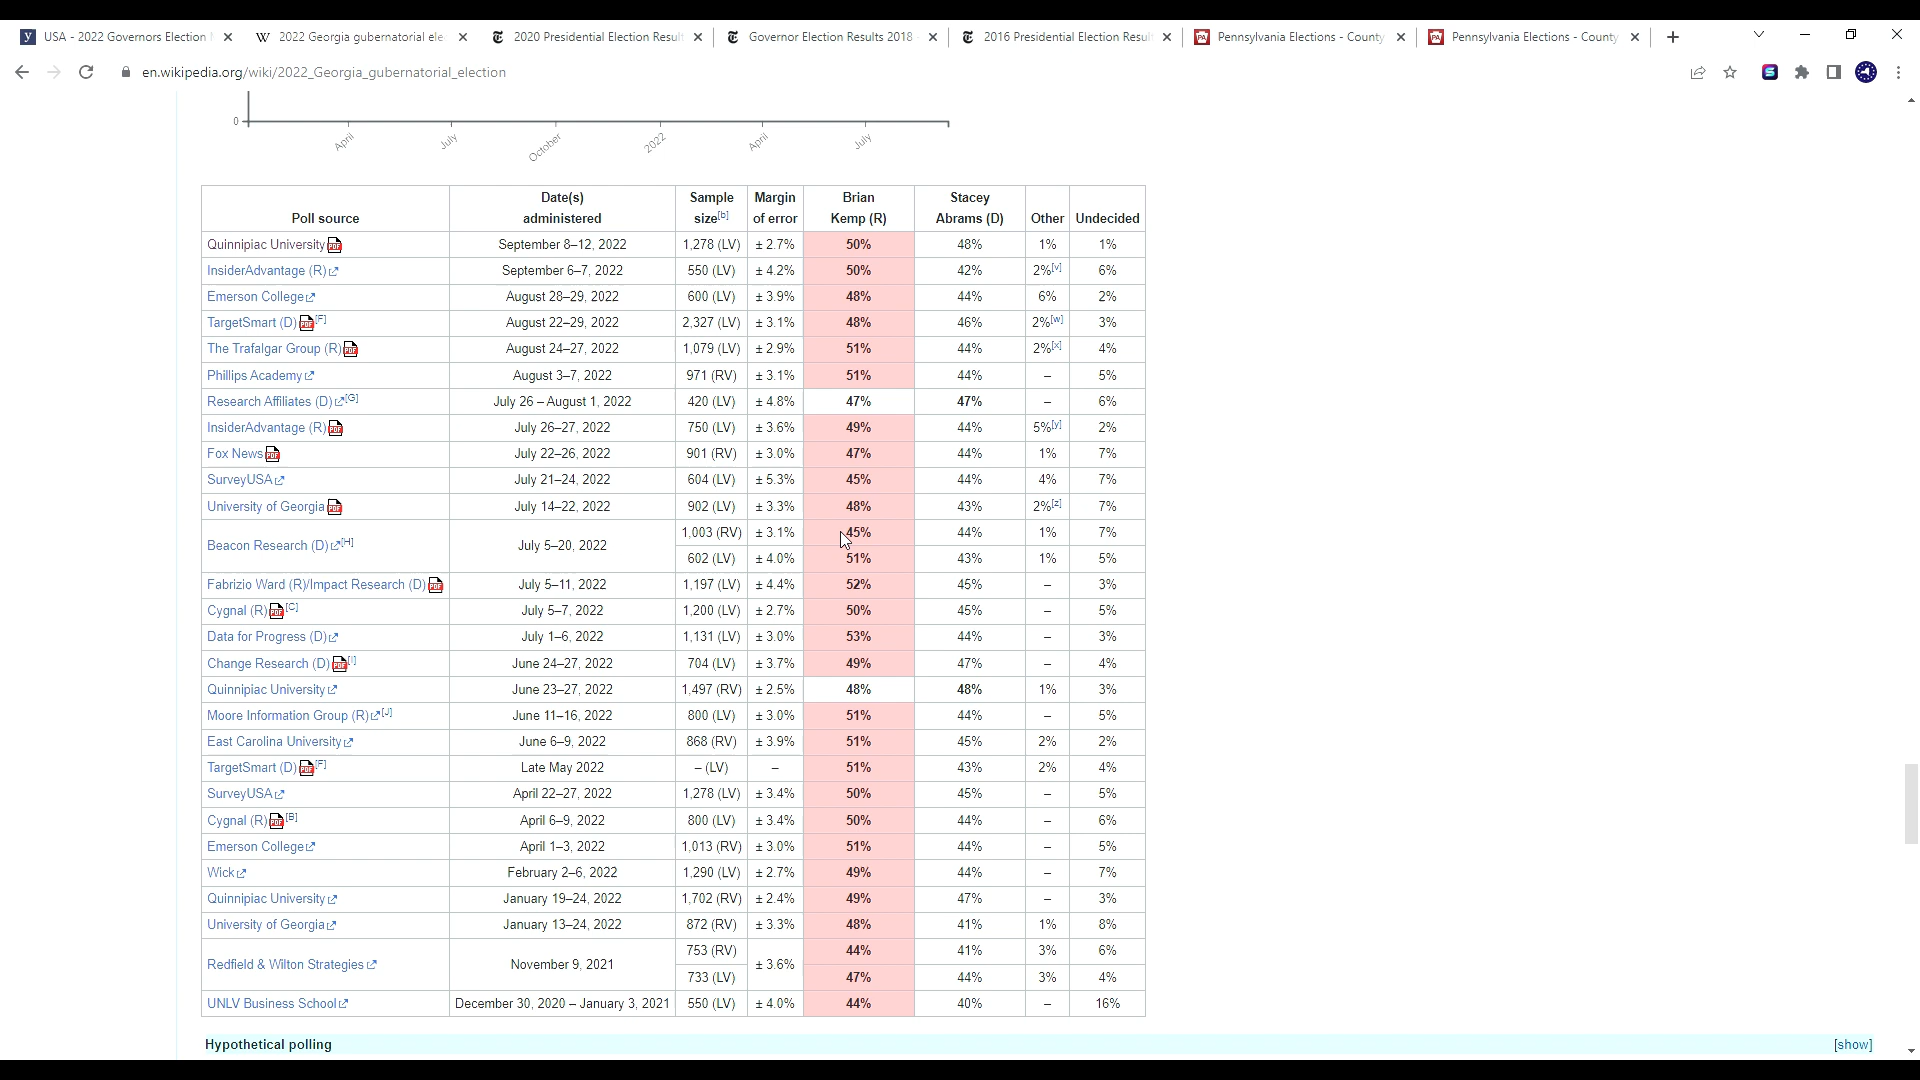 USA - 2022 Governors Election
2022 Georgia gubernatorial ele
2020 Presidential Election Result
Governor Election Results 2018 -
2016 Presidential Election Result
Pennsylvania Elections - County
Pennsylvania Elections - County
en.wikipedia.org/wiki/2022_Georgia_gubernatorial_election
0
April July October 2022 April July
Poll source Date(s) administered Sample size[b] Margin of error Brian Kemp (R) Stacey Abrams (D) Other Undecided
Quinnipiac University September 8–12, 2022 1,278 (LV) ± 2.7% 50% 48% 1% 1%
InsiderAdvantage (R) September 6–7, 2022 550 (LV) ± 4.2% 50% 42% 2%[v] 6%
Emerson College August 28–29, 2022 600 (LV) ± 3.9% 48% 44% 6% 2%
TargetSmart (D)[F] August 22–29, 2022 2,327 (LV) ± 3.1% 48% 46% 2%[w] 3%
The Trafalgar Group (R) August 24–27, 2022 1,079 (LV) ± 2.9% 51% 44% 2%[x] 4%
Phillips Academy August 3–7, 2022 971 (RV) ± 3.1% 51% 44% – 5%
Research Affiliates (D)[G] July 26 – August 1, 2022 420 (LV) ± 4.8% 47% 47% – 6%
InsiderAdvantage (R) July 26–27, 2022 750 (LV) ± 3.6% 49% 44% 5%[y] 2%
Fox News July 22–26, 2022 901 (RV) ± 3.0% 47% 44% 1% 7%
SurveyUSA July 21–24, 2022 604 (LV) ± 5.3% 45% 44% 4% 7%
University of Georgia July 14–22, 2022 902 (LV) ± 3.3% 48% 43% 2%[z] 7%
Beacon Research (D)[H] July 5–20, 2022 1,003 (RV) ± 3.1% 45% 44% 1% 7%
602 (LV) ± 4.0% 51% 43% 1% 5%
Fabrizio Ward (R)/Impact Research (D) July 5–11, 2022 1,197 (LV) ± 4.4% 52% 45% – 3%
Cygnal (R)[C] July 5–7, 2022 1,200 (LV) ± 2.7% 50% 45% – 5%
Data for Progress (D) July 1–6, 2022 1,131 (LV) ± 3.0% 53% 44% – 3%
Change Research (D)[I] June 24–27, 2022 704 (LV) ± 3.7% 49% 47% – 4%
Quinnipiac University June 23–27, 2022 1,497 (RV) ± 2.5% 48% 48% 1% 3%
Moore Information Group (R)[J] June 11–16, 2022 800 (LV) ± 3.0% 51% 44% – 5%
East Carolina University June 6–9, 2022 868 (RV) ± 3.9% 51% 45% 2% 2%
TargetSmart (D)[F] Late May 2022 – (LV) – 51% 43% 2% 4%
SurveyUSA April 22–27, 2022 1,278 (LV) ± 3.4% 50% 45% – 5%
Cygnal (R)[B] April 6–9, 2022 800 (LV) ± 3.4% 50% 44% – 6%
Emerson College April 1–3, 2022 1,013 (RV) ± 3.0% 51% 44% – 5%
Wick February 2–6, 2022 1,290 (LV) ± 2.7% 49% 44% – 7%
Quinnipiac University January 19–24, 2022 1,702 (RV) ± 2.4% 49% 47% – 3%
University of Georgia January 13–24, 2022 872 (RV) ± 3.3% 48% 41% 1% 8%
Redfield & Wilton Strategies November 9, 2021 753 (RV) ± 3.6% 44% 41% 3% 6%
733 (LV) 47% 44% 3% 4%
UNLV Business School December 30, 2020 – January 3, 2021 550 (LV) ± 4.0% 44% 40% – 16%
Hypothetical polling [show]